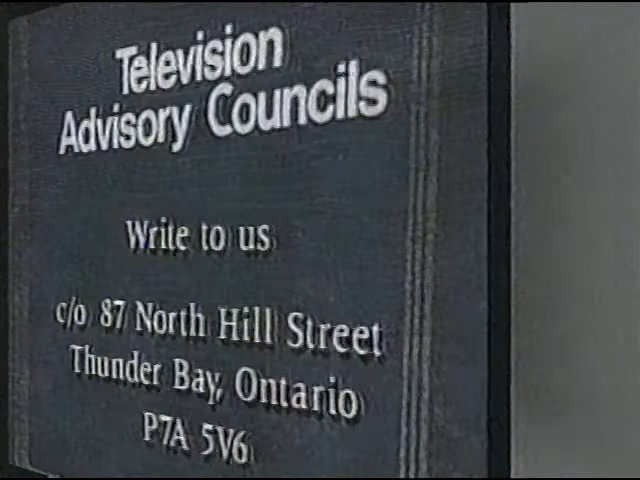 Television
Advisory Councils
Write to us
c/o 87 North Hill Street
Thunder Bay, Ontario
P7A 5V6